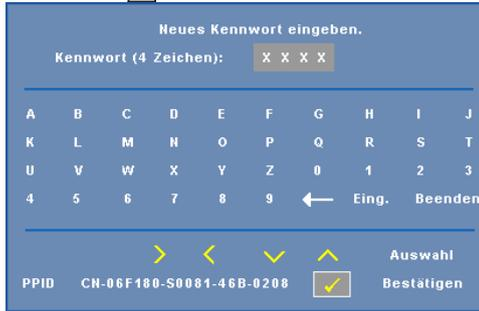 Neues Kennwort eingeben.
Kennwort (4 Zeichen): X X X X
A B C D E F G H I J
K L M N O P Q R S T
U V W X Y Z 0 1 2 3
4 5 6 7 8 9 ← Eing. Beenden
Auswahl
PPID CN-06F180-S0081-46B-0208 ✓ Bestätigen